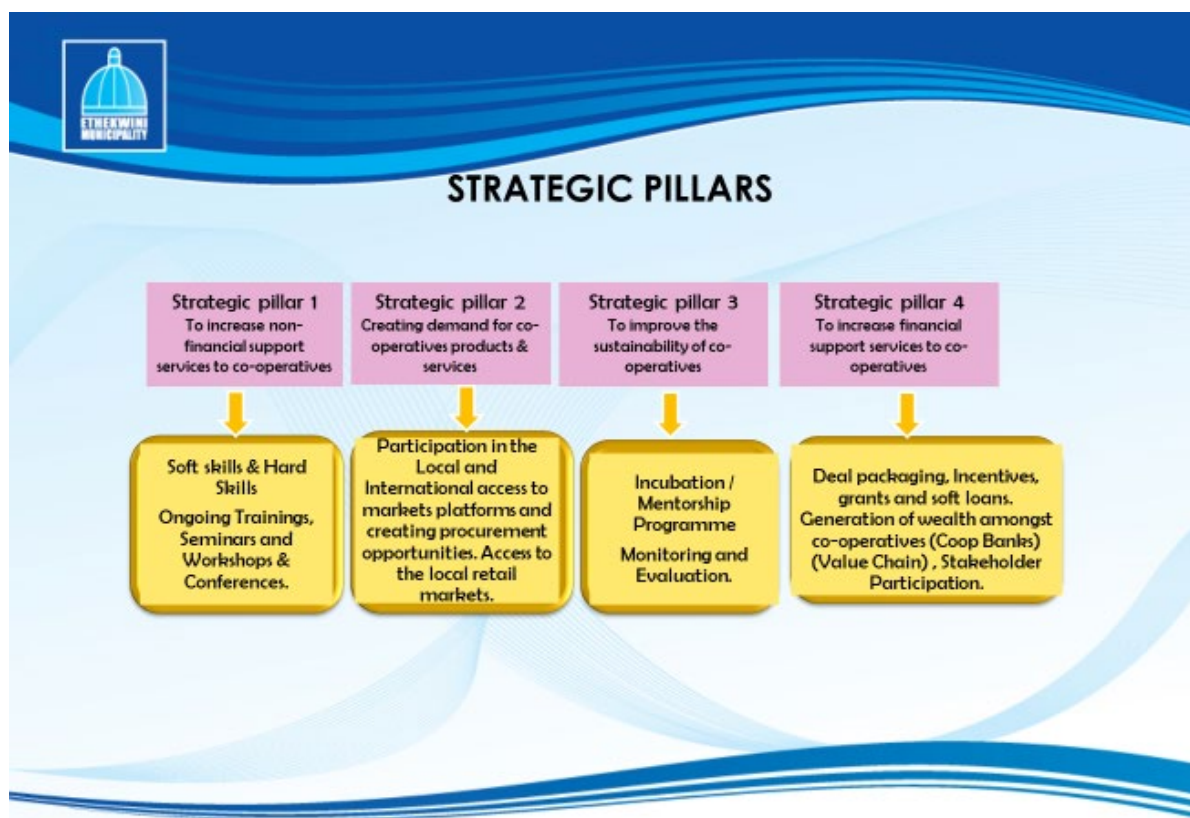 ETHEKWINI
MUNICIPALITY
STRATEGIC PILLARS
Strategic pillar 1
To increase non-
financial support
services to co-operatives
Soft skills & Hard
Skills
Ongoing Trainings,
Seminars and
Workshops &
Conferences.
Strategic pillar 2
Creating demand for co-
operatives products &
services
Participation in the
Local and
International access to
markets platforms and
creating procurement
opportunities. Access to
the local retail
markets.
Strategic pillar 3
To improve the
sustainability of co-
operatives
Incubation /
Mentorship
Programme
Monitoring and
Evaluation.
Strategic pillar 4
To increase financial
support services to co-
operatives
Deal packaging, Incentives,
grants and soft loans.
Generation of wealth amongst
co-operatives (Coop Banks)
(Value Chain) , Stakeholder
Participation.